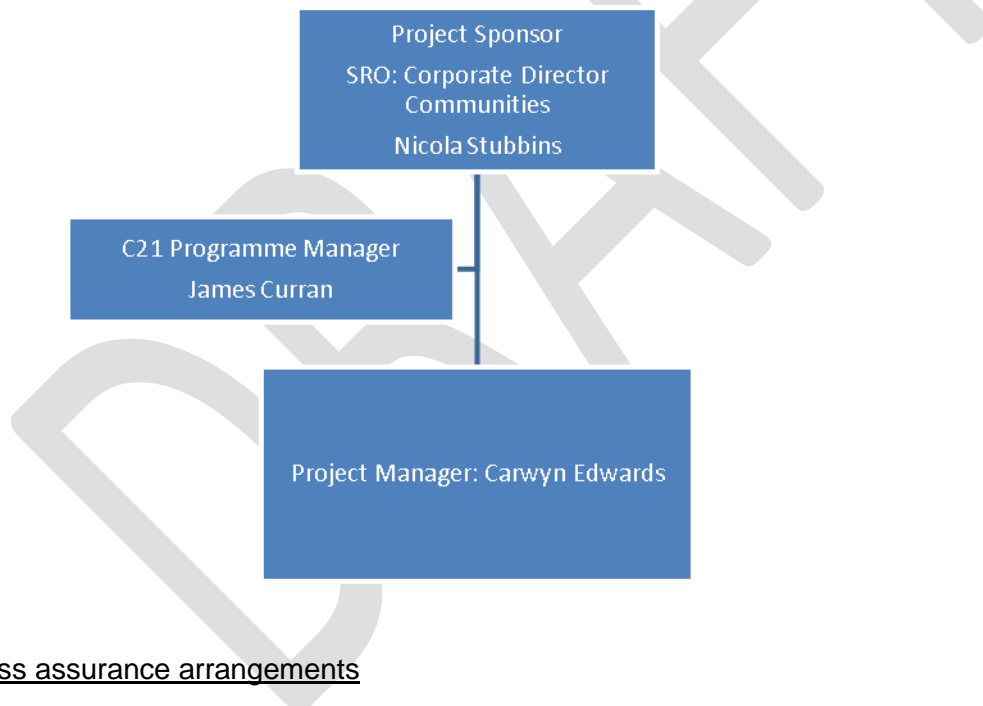 Project Sponsor
SRO: Corporate Director
Communities
Nicola Stubbins
C21 Programme Manager
James Curran
Project Manager: Carwyn Edwards
ss assurance arrangements
DRAFT